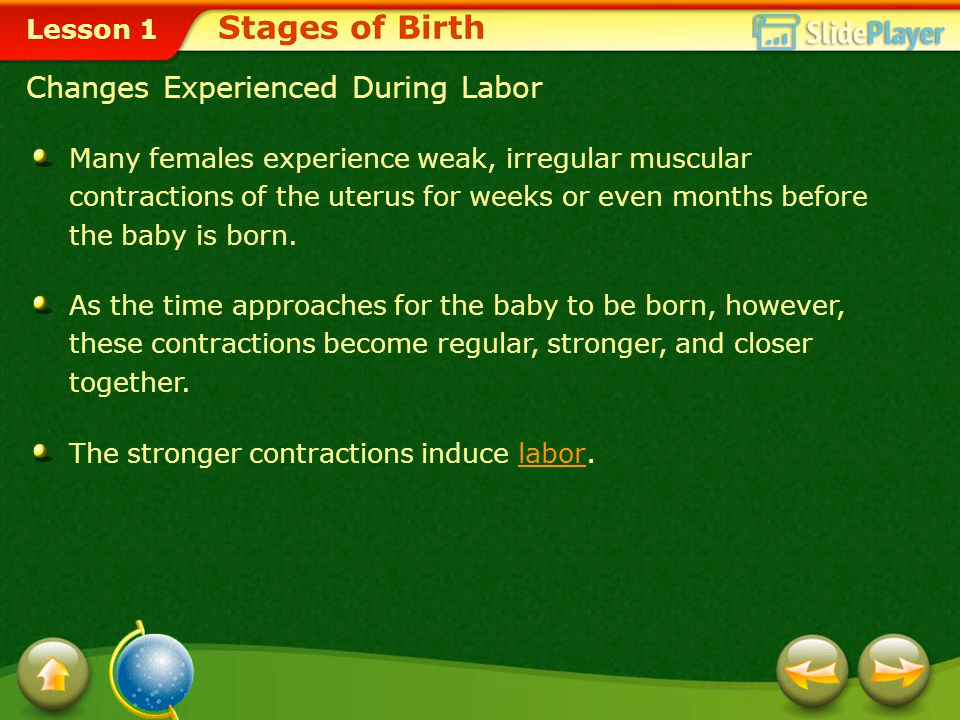 Lesson 1
Stages of Birth
SlidePlayer
Changes Experienced During Labor
Many females experience weak, irregular muscular
contractions of the uterus for weeks or even months before
the baby is born.
As the time approaches for the baby to be born, however,
these contractions become regular, stronger, and closer
together.
The stronger contractions induce labor.